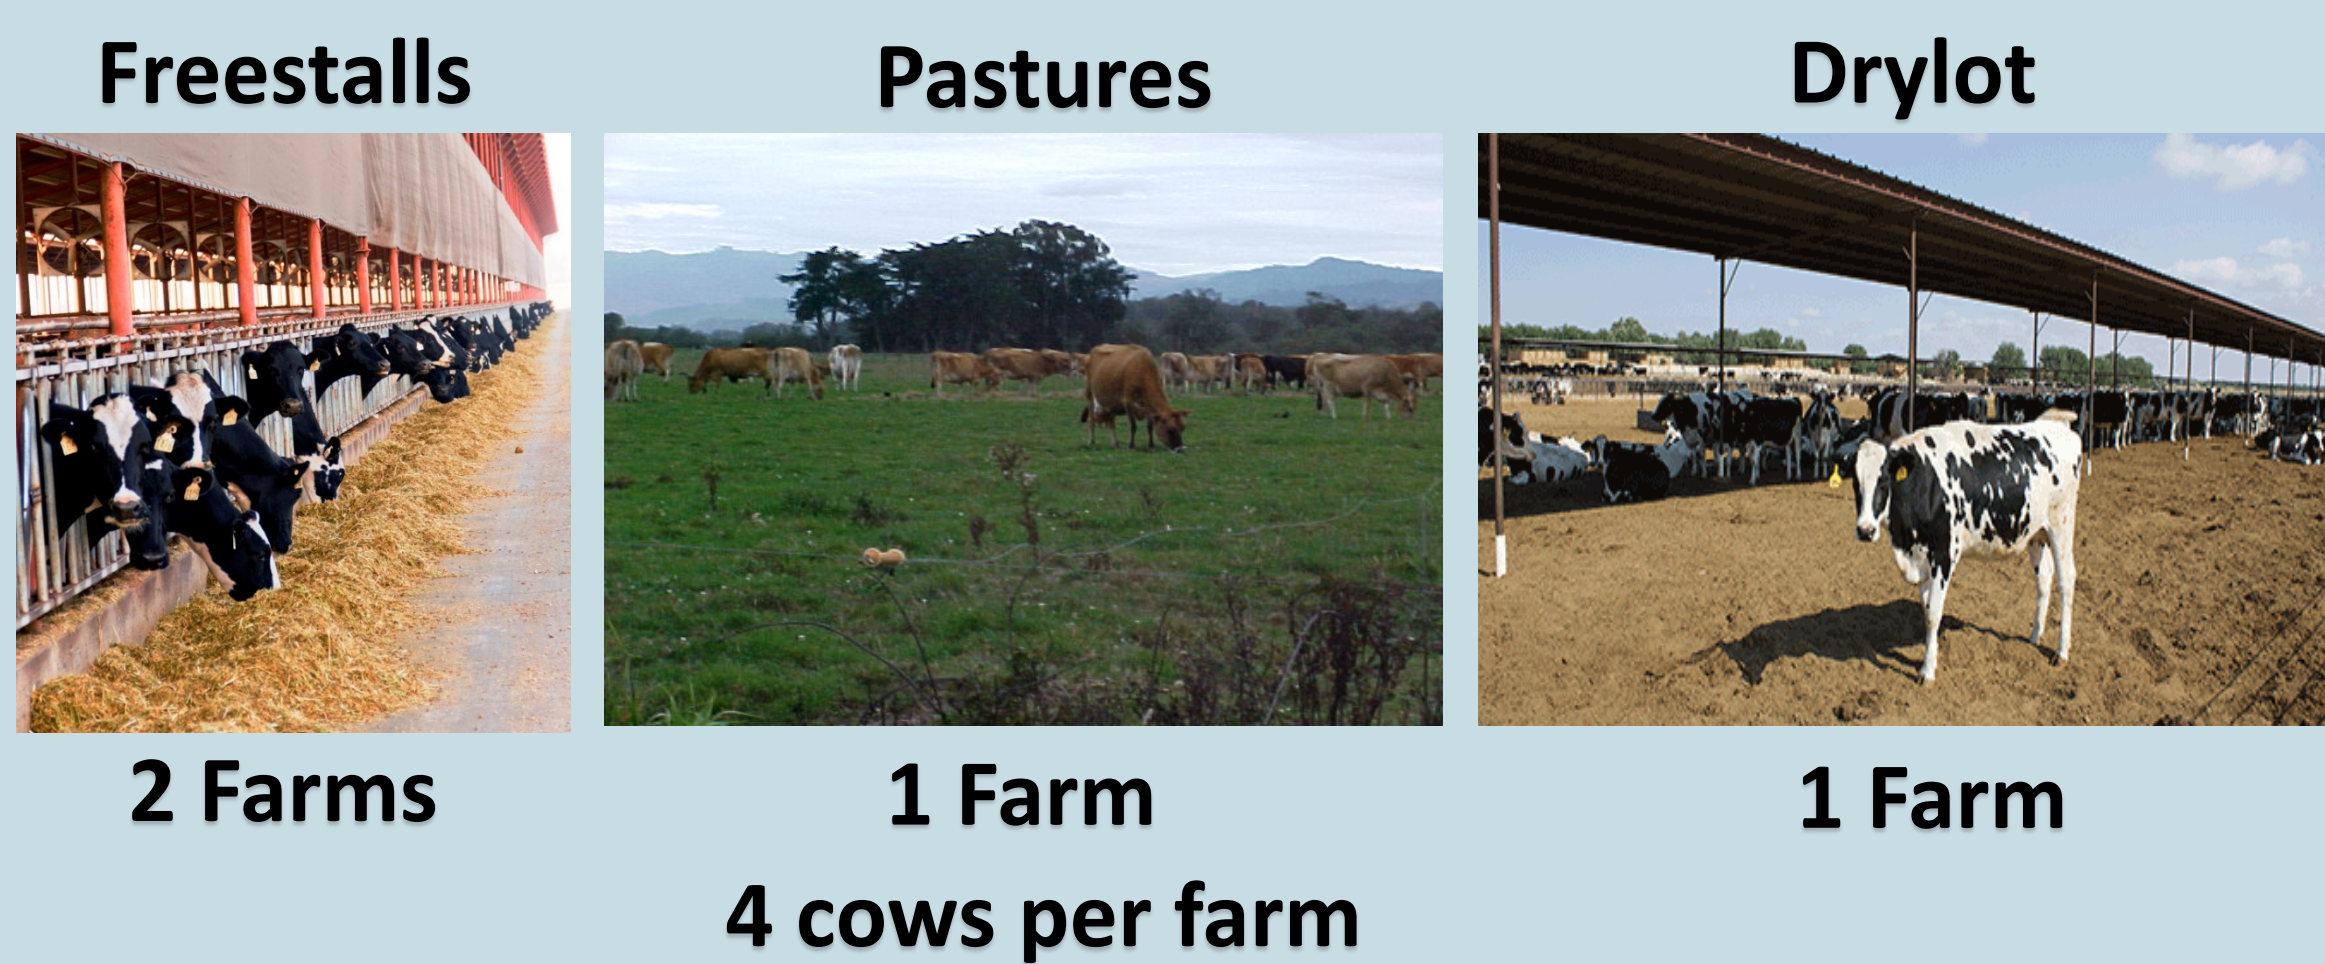 Freestalls
Pastures
Drylot
2 Farms
1 Farm
1 Farm
4 cows per farm